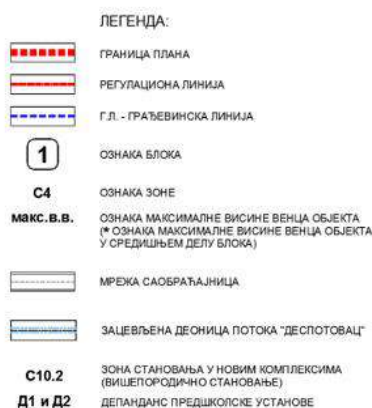 ЛЕГЕНДА:
ГРАНИЦА ПЛАНА
РЕГУЛАЦИОНА ЛИНИЈА
Г.Л. - ГРАЂЕВИНСКА ЛИНИЈА
1 ОЗНАКА БЛОКА
С4 ОЗНАКА ЗОНЕ
макс.в.в. ОЗНАКА МАКСИМАЛНЕ ВИСИНЕ ВЕНЦА ОБЈЕКТА
(* ОЗНАКА МАКСИМАЛНЕ ВИСИНЕ ВЕНЦА ОБЈЕКТА
У СРЕДИШЊЕМ ДЕЛУ БЛОКА)
МРЕЖА САОБРАЋАЈНИЦА
ЗАЦЕВЉЕНА ДЕОНИЦА ПОТОКА "ДЕСПОТОВАЦ"
С10.2 ЗОНА СТАНОВАЊА У НОВИМ КОМПЛЕКСИМА
(ВИШЕПОРОДИЧНО СТАНОВАЊЕ)
Д1 и Д2 ДЕПАНДАНС ПРЕДШКОЛСКЕ УСТАНОВЕ